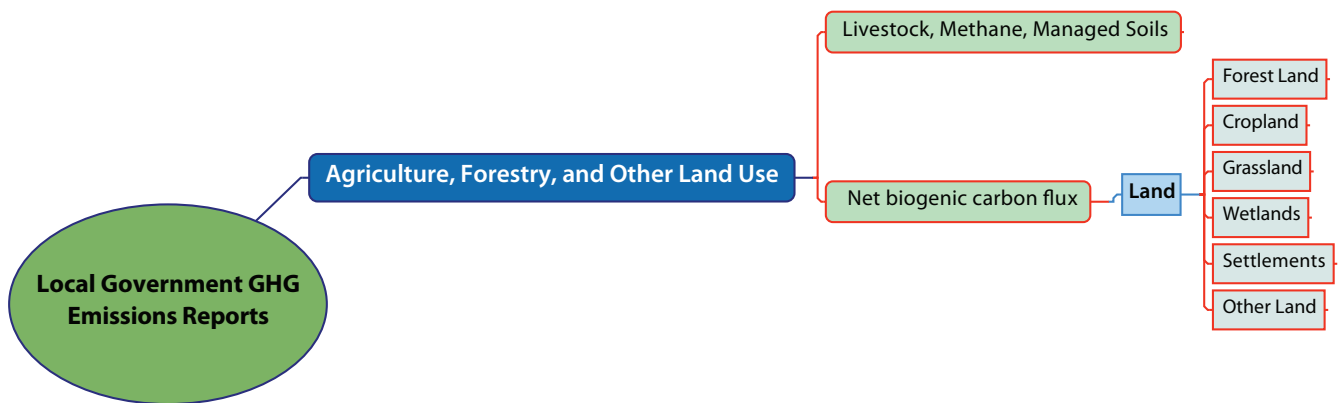 Livestock, Methane, Managed Soils
Forest Land
Cropland
Agriculture, Forestry, and Other Land Use
Grassland
Net biogenic carbon flux
Land
Wetlands
Settlements
Other Land
Local Government GHG
Emissions Reports